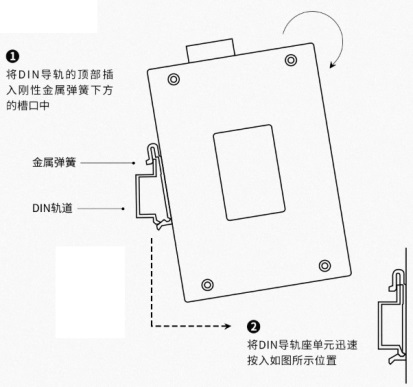 ❶
将DIN导轨的顶部插
入刚性金属弹簧下方
的槽口中
金属弹簧
DIN轨道
❷
将DIN导轨座单元迅速
按入如图所示位置